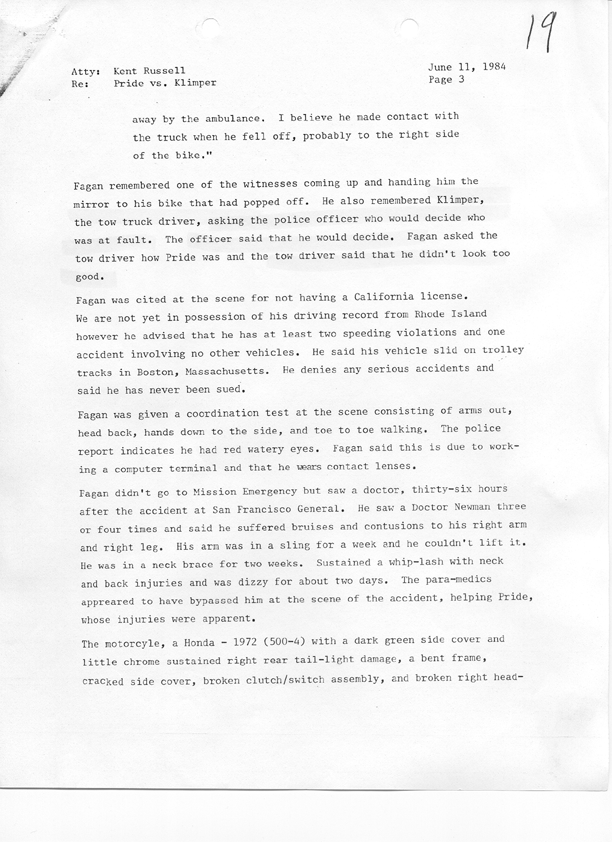 19
Atty: Kent Russell June 11, 1984
Re: Pride vs. Klimper Page 3
away by the ambulance. I believe he made contact with
the truck when he fell off, probably to the right side
of the bike."
Fagan remembered one of the witnesses coming up and handing him the
mirror to his bike that had popped off. He also remembered Klimper,
the tow truck driver, asking the police officer who would decide who
was at fault. The officer said that he would decide. Fagan asked the
tow driver how Pride was and the tow driver said that he didn't look too
good.
Fagan was cited at the scene for not having a California license.
We are not yet in possession of his driving record from Rhode Island
however he advised that he has at least two speeding violations and one
accident involving no other vehicles. He said his vehicle slid on trolley
tracks in Boston, Massachusetts. He denies any serious accidents and
said he has never been sued.
Fagan was given a coordination test at the scene consisting of arms out,
head back, hands down to the side, and toe to toe walking. The police
report indicates he had red watery eyes. Fagan said this is due to work-
ing a computer terminal and that he wears contact lenses.
Fagan didn't go to Mission Emergency but saw a doctor, thirty-six hours
after the accident at San Francisco General. He saw a Doctor Newman three
or four times and said he suffered bruises and contusions to his right arm
and right leg. His arm was in a sling for a week and he couldn't lift it.
He was in a neck brace for two weeks. Sustained a whip-lash with neck
and back injuries and was dizzy for about two days. The para-medics
appreared to have bypassed him at the scene of the accident, helping Pride,
whose injuries were apparent.
The motorcyle, a Honda - 1972 (500-4) with a dark green side cover and
little chrome sustained right rear tail-light damage, a bent frame,
cracked side cover, broken clutch/switch assembly, and broken right head-